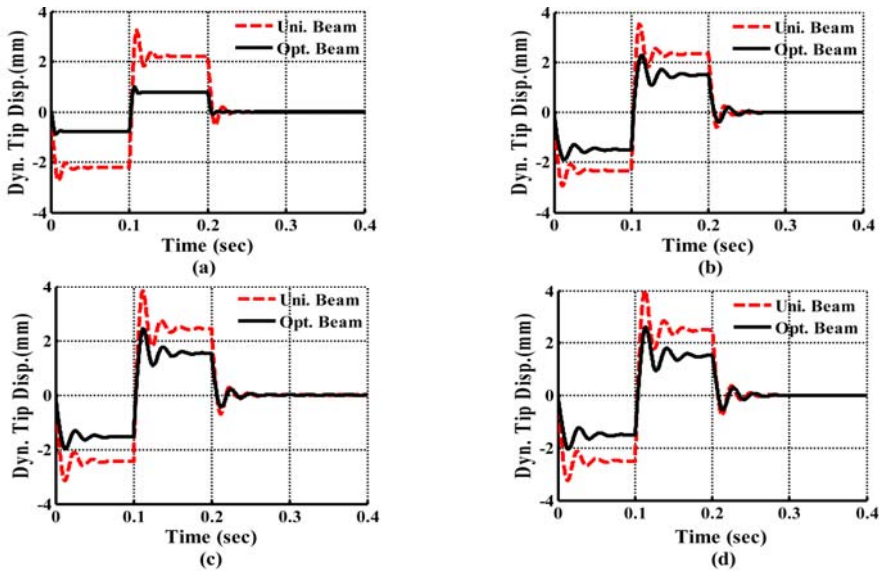 4
2
0
-2
-4
Dyn. Tip Disp.(mm)
Uni. Beam
Opt. Beam
0
0.1
0.2
0.3
0.4
Time (sec)
(a)
4
2
0
-2
-4
Dyn. Tip Disp.(mm)
Uni. Beam
Opt. Beam
0
0.1
0.2
0.3
0.4
Time (sec)
(b)
4
2
0
-2
-4
Dyn. Tip Disp.(mm)
Uni. Beam
Opt. Beam
0
0.1
0.2
0.3
0.4
Time (sec)
(c)
4
2
0
-2
-4
Dyn. Tip Disp.(mm)
Uni. Beam
Opt. Beam
0
0.1
0.2
0.3
0.4
Time (sec)
(d)